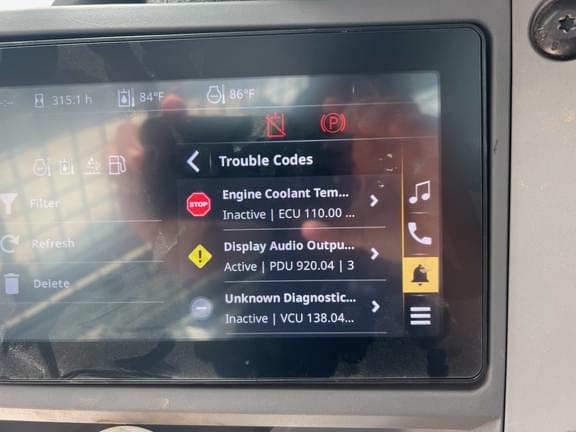 315.1 h 84°F 86°F
P
Trouble Codes
STOP
Engine Coolant Tem...
Inactive | ECU 110.00 ...
Filter
Display Audio Outpu...
Active | PDU 920.04 | 3
Refresh
Delete
Unknown Diagnostic...
Inactive | VCU 138.04...